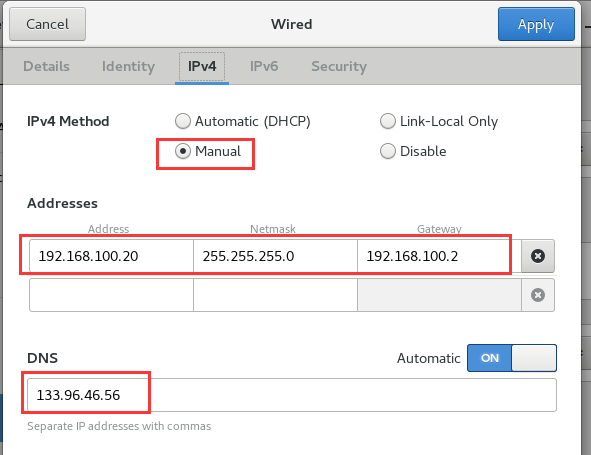 Cancel Wired Apply
Details Identity IPv4 IPv6 Security
IPv4 Method Automatic (DHCP) Link-Local Only
Manual Disable
Addresses
Address Netmask Gateway
192.168.100.20 255.255.255.0 192.168.100.2
DNS Automatic ON
133.96.46.56
Separate IP addresses with commas